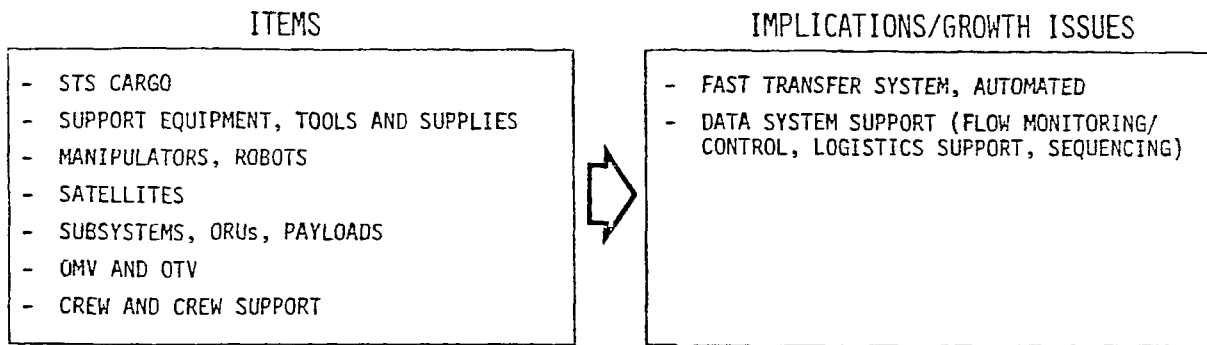 ITEMS
- STS CARGO
- SUPPORT EQUIPMENT, TOOLS AND SUPPLIES
- MANIPULATORS, ROBOTS
- SATELLITES
- SUBSYSTEMS, ORUs, PAYLOADS
- OMV AND OTV
- CREW AND CREW SUPPORT
IMPLICATIONS/GROWTH ISSUES
- FAST TRANSFER SYSTEM, AUTOMATED
- DATA SYSTEM SUPPORT (FLOW MONITORING/
CONTROL, LOGISTICS SUPPORT, SEQUENCING)